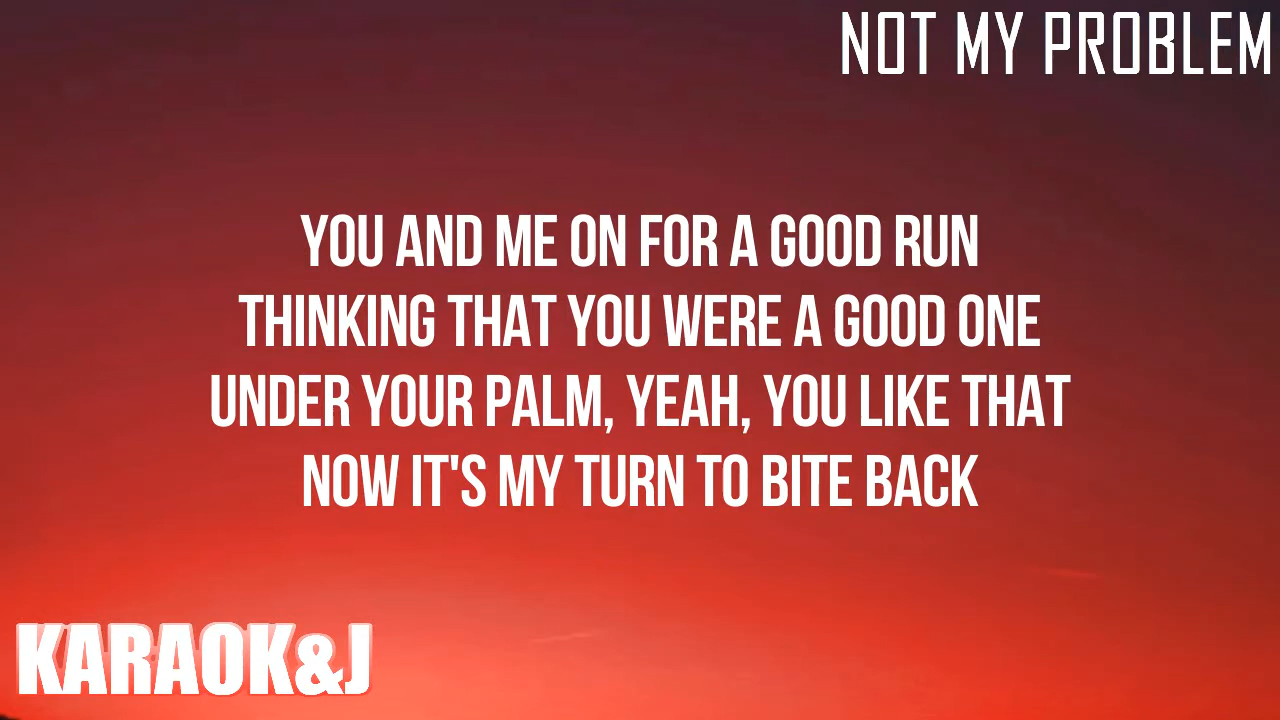 NOT MY PROBLEM
YOU AND ME ON FOR A GOOD RUN
THINKING THAT YOU WERE A GOOD ONE
UNDER YOUR PALM, YEAH, YOU LIKE THAT
NOW IT'S MY TURN TO BITE BACK
KARAOK&J